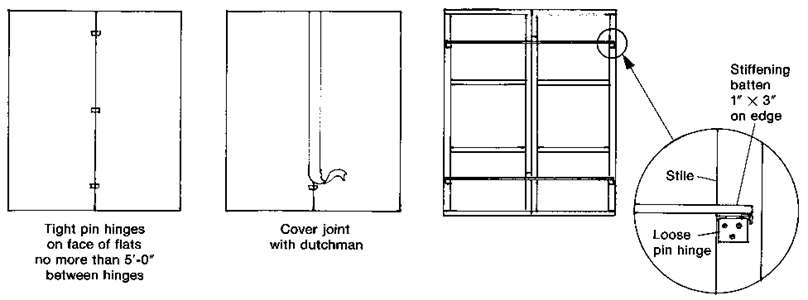 Tight pin hinges
on face of flats
no more than 5'-0"
between hinges
Cover joint
with dutchman
Stiffening
batten
1" × 3"
on edge
Stile
Loose
pin hinge